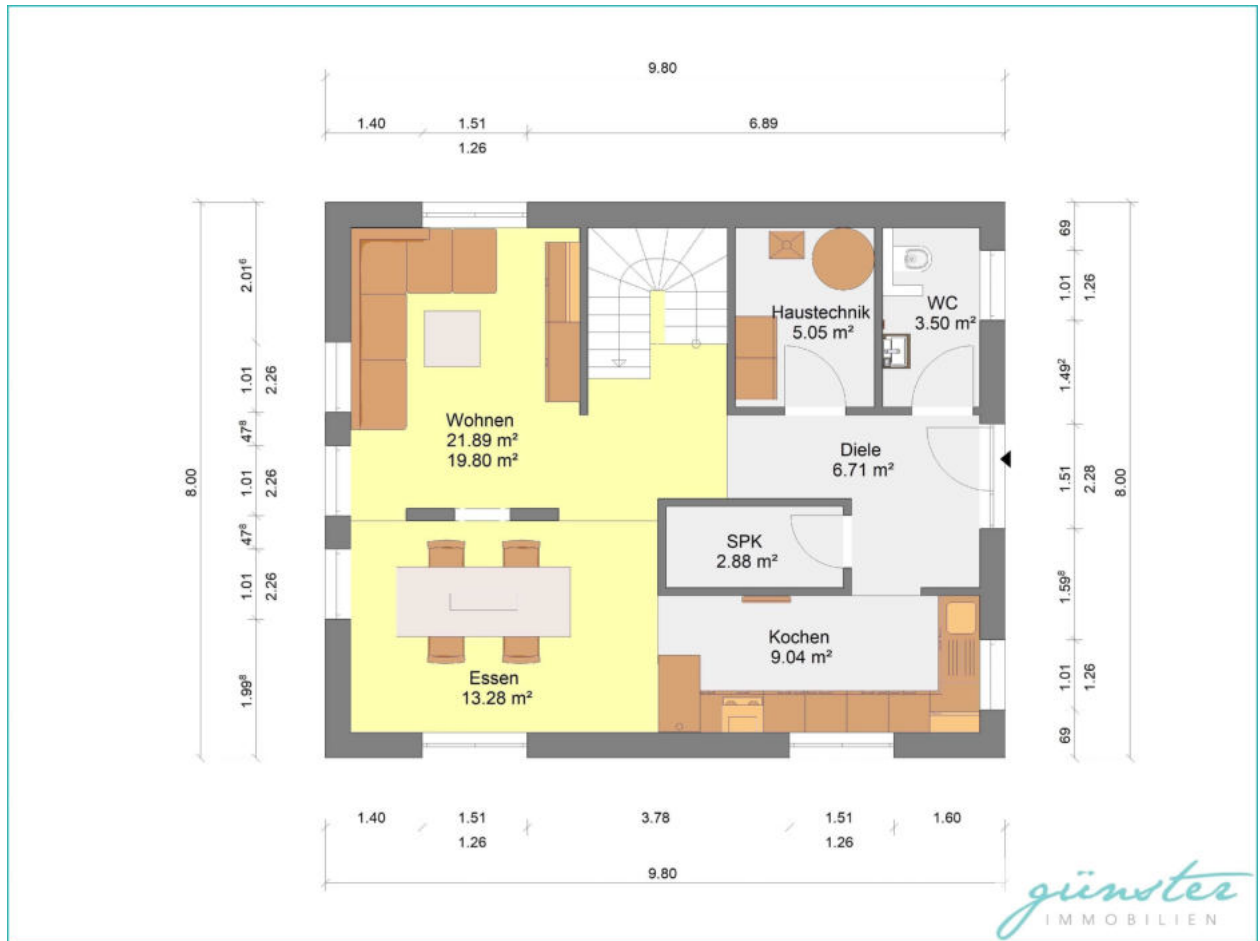 9.80
1.40 1.51 6.89
1.26
2.01⁶
1.01 2.26
47⁸
1.01 2.26
47⁸
1.01 2.26
1.99⁸
8.00
69
1.01 1.26
1.49²
1.51 2.28
1.59⁸
1.01 1.26
69
8.00
Haustechnik
5.05 m²
WC
3.50 m²
Wohnen
21.89 m²
19.80 m²
Diele
6.71 m²
SPK
2.88 m²
Kochen
9.04 m²
Essen
13.28 m²
1.40 1.51 3.78 1.51 1.60
1.26 1.26
9.80
günster
IMMOBILIEN